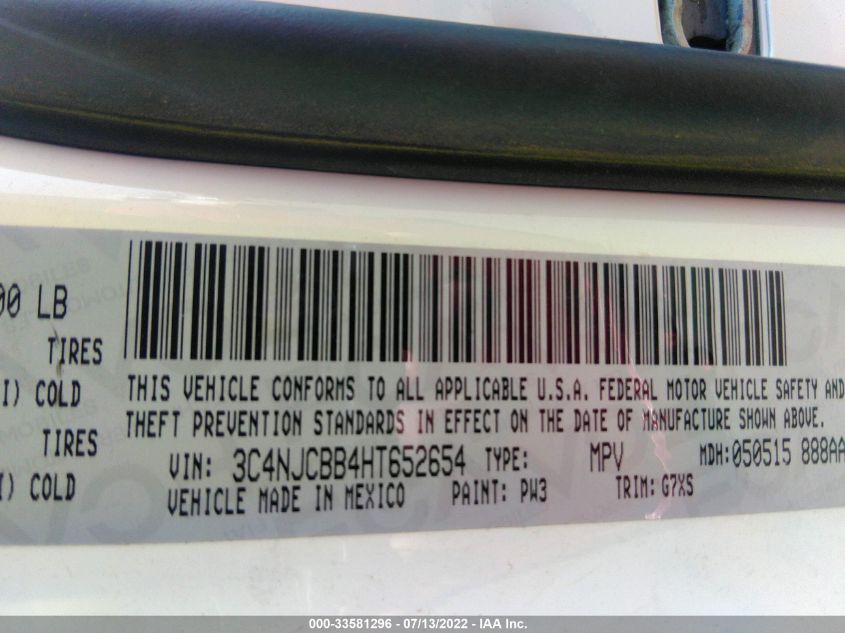 00 LB
TIRES
I) COLD
TIRES
I) COLD
THIS VEHICLE CONFORMS TO ALL APPLICABLE U.S.A. FEDERAL MOTOR VEHICLE SAFETY AND
THEFT PREVENTION STANDARDS IN EFFECT ON THE DATE OF MANUFACTURE SHOWN ABOVE.
VIN: 3C4NJCBB4HT652654 TYPE: MPV MDH:050515 888AA
VEHICLE MADE IN MEXICO PAINT: PW3 TRIM: G7XS
000-33581296 - 07/13/2022 - IAA Inc.